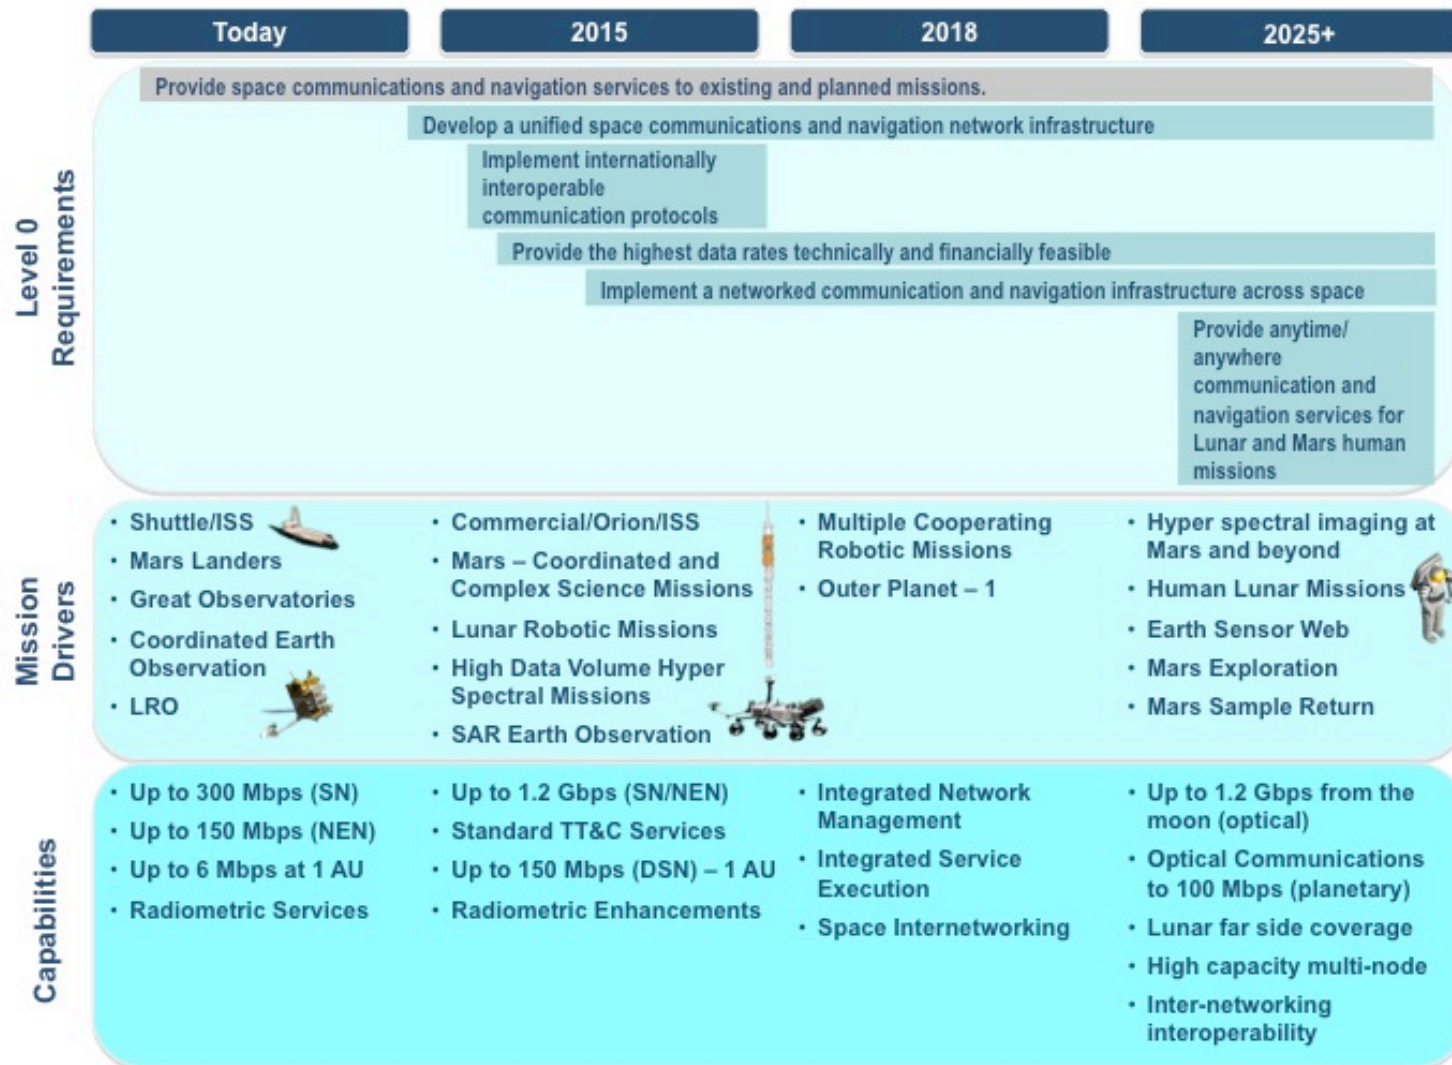 Today
2015
2018
2025+
Level 0
Requirements
Provide space communications and navigation services to existing and planned missions.
Develop a unified space communications and navigation network infrastructure
Implement internationally
interoperable
communication protocols
Provide the highest data rates technically and financially feasible
Implement a networked communication and navigation infrastructure across space
Provide anytime/
anywhere
communication and
navigation services for
Lunar and Mars human
missions
Mission
Drivers
• Shuttle/ISS
• Mars Landers
• Great Observatories
• Coordinated Earth
Observation
• LRO
• Commercial/Orion/ISS
• Mars – Coordinated and
Complex Science Missions
• Lunar Robotic Missions
• High Data Volume Hyper
Spectral Missions
• SAR Earth Observation
• Multiple Cooperating
Robotic Missions
• Outer Planet – 1
• Hyper spectral imaging at
Mars and beyond
• Human Lunar Missions
• Earth Sensor Web
• Mars Exploration
• Mars Sample Return
Capabilities
• Up to 300 Mbps (SN)
• Up to 150 Mbps (NEN)
• Up to 6 Mbps at 1 AU
• Radiometric Services
• Up to 1.2 Gbps (SN/NEN)
• Standard TT&C Services
• Up to 150 Mbps (DSN) – 1 AU
• Radiometric Enhancements
• Integrated Network
Management
• Integrated Service
Execution
• Space Internetworking
• Up to 1.2 Gbps from the
moon (optical)
• Optical Communications
to 100 Mbps (planetary)
• Lunar far side coverage
• High capacity multi-node
• Inter-networking
interoperability